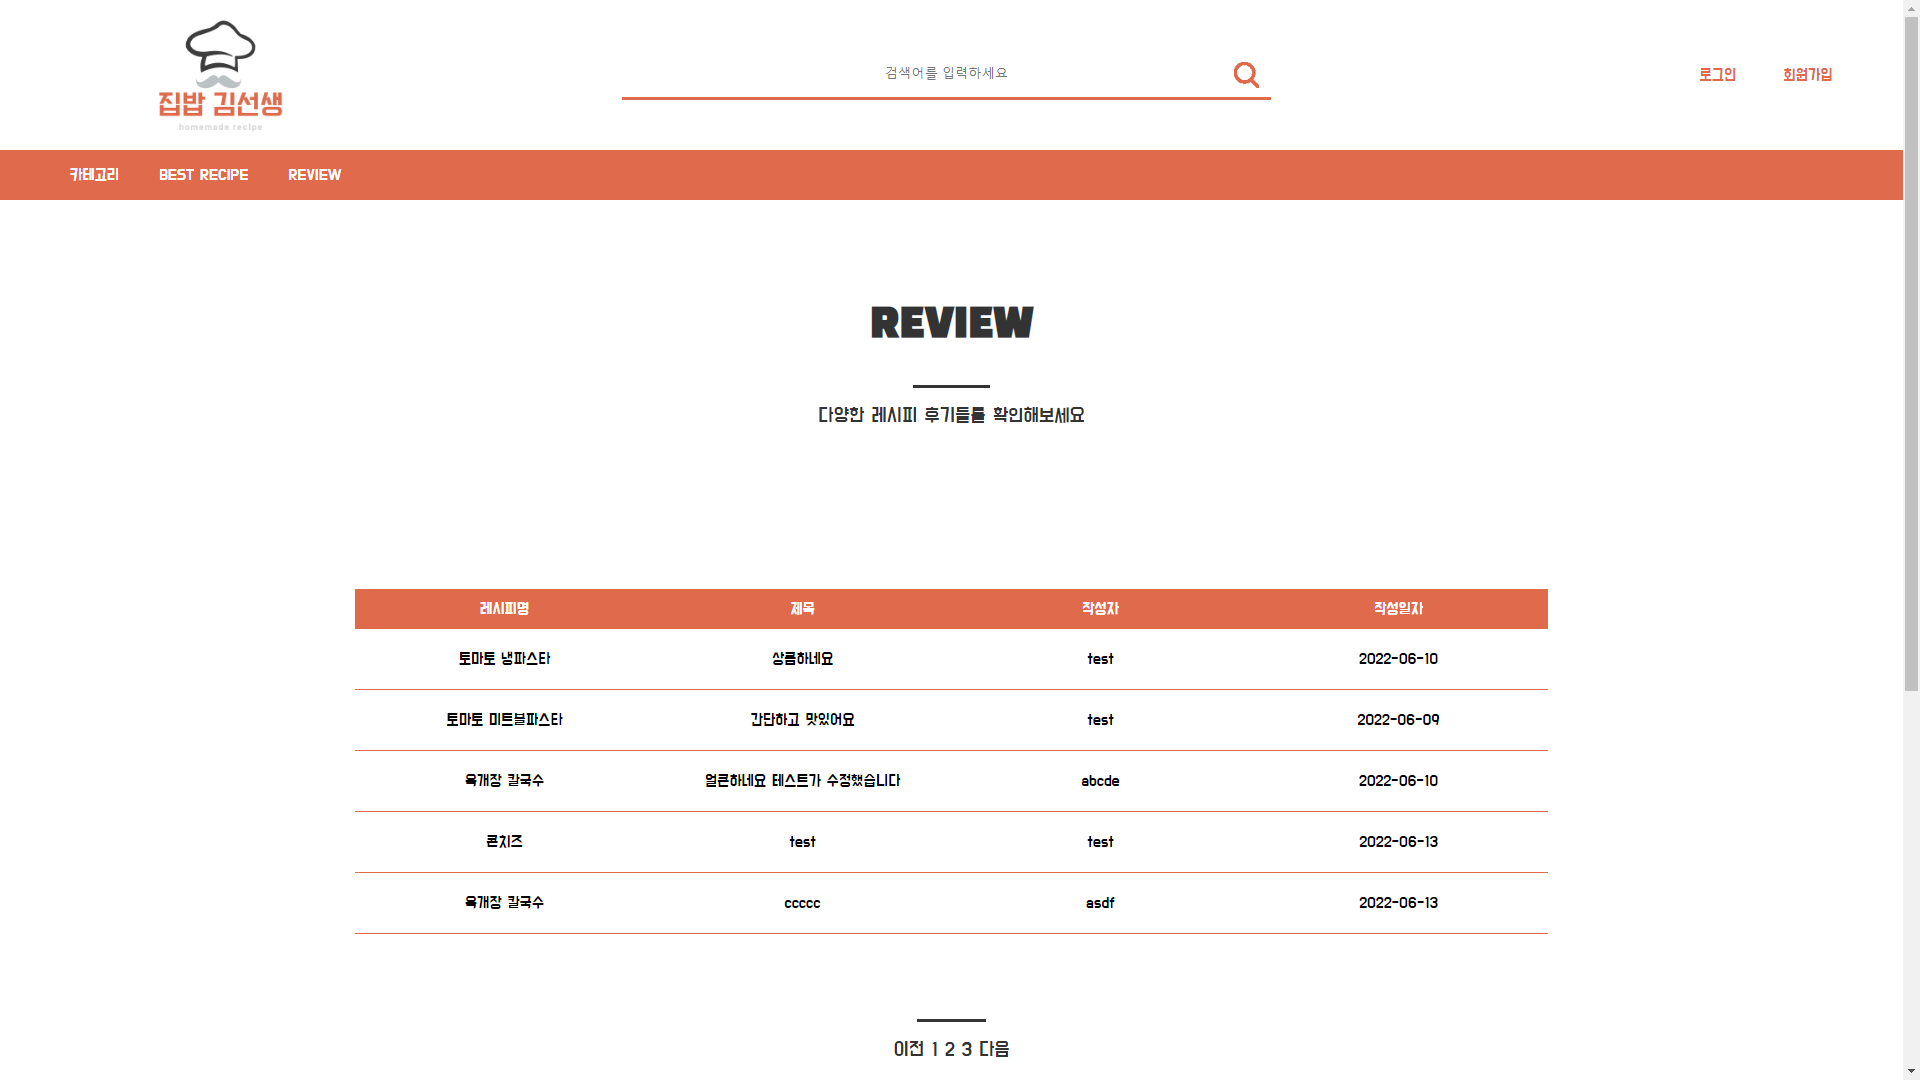 집밥 김선생
homemade recipe
검색어를 입력하세요
로그인 회원가입
카테고리 BEST RECIPE REVIEW
REVIEW
다양한 레시피 후기들를 확인해보세요
레시피명 제목 작성자 작성일자
토마토 냉파스타 상큼하네요 test 2022-06-10
토마토 미트볼파스타 간단하고 맛있어요 test 2022-06-09
육개장 칼국수 얼큰하네요 테스트가 수정했습니다 abcde 2022-06-10
콘치즈 test test 2022-06-13
육개장 칼국수 ccccc asdf 2022-06-13
이전 1 2 3 다음